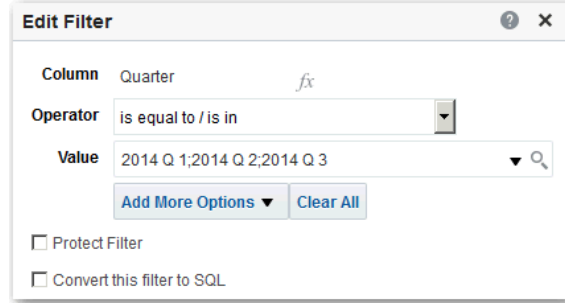 Edit Filter ?
Column Quarter fx
Operator is equal to / is in
Value 2014 Q 1;2014 Q 2;2014 Q 3
Add More Options Clear All
Protect Filter
Convert this filter to SQL